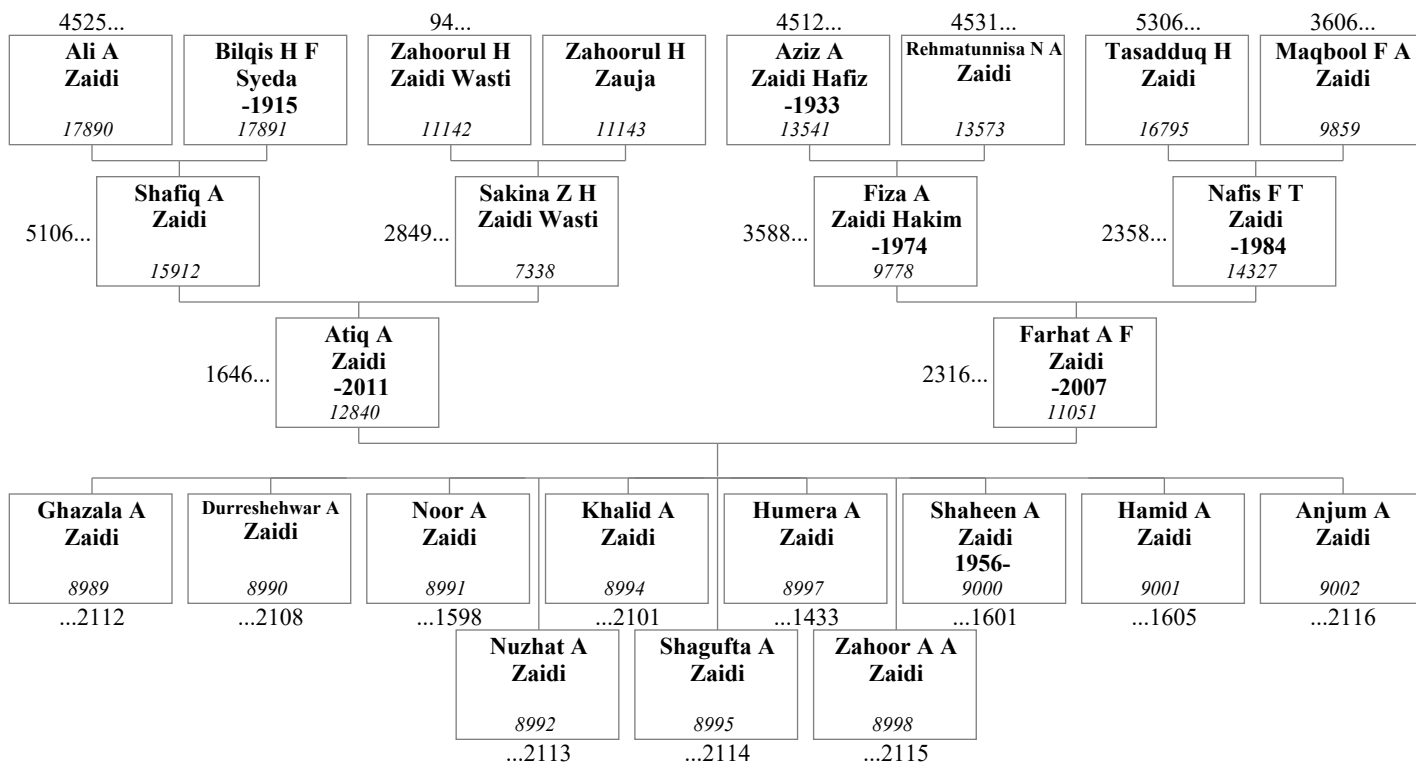 4525...
94...
4512...
4531...
5306...
3606...
Ali A
Zaidi
17890
Bilqis H F
Syeda
-1915
17891
Zahoorul H
Zaidi Wasti
11142
Zahoorul H
Zauja
11143
Aziz A
Zaidi Hafiz
-1933
13541
Rehmatunnisa N A
Zaidi
13573
Tasadduq H
Zaidi
16795
Maqbool F A
Zaidi
9859
5106...
Shafiq A
Zaidi
15912
2849...
Sakina Z H
Zaidi Wasti
7338
3588...
Fiza A
Zaidi Hakim
-1974
9778
2358...
Nafis F T
Zaidi
-1984
14327
1646...
Atiq A
Zaidi
-2011
12840
2316...
Farhat A F
Zaidi
-2007
11051
Ghazala A
Zaidi
8989
...2112
Durreshehwar A
Zaidi
8990
...2108
Noor A
Zaidi
8991
...1598
Khalid A
Zaidi
8994
...2101
Humera A
Zaidi
8997
...1433
Shaheen A
Zaidi
1956-
9000
...1601
Hamid A
Zaidi
9001
...1605
Anjum A
Zaidi
9002
...2116
Nuzhat A
Zaidi
8992
...2113
Shagufta A
Zaidi
8995
...2114
Zahoor A A
Zaidi
8998
...2115